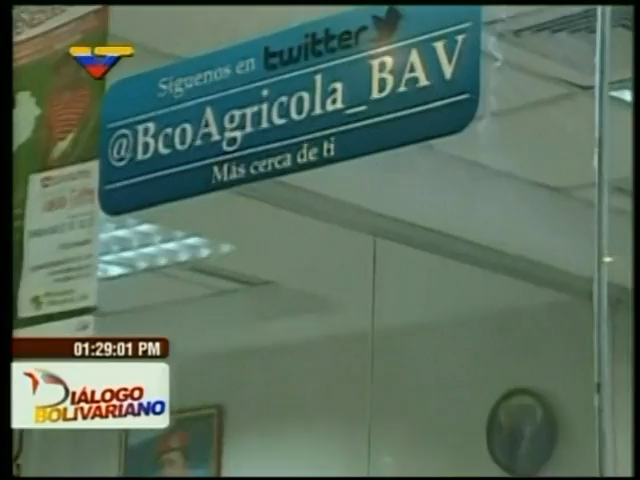 Síguenos en twitter
@BcoAgricola_BAV
Más cerca de ti
01:29:01 PM
DIÁLOGO
BOLIVARIANO